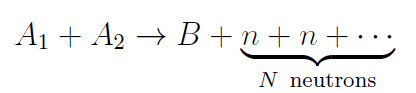 A₁ + A₂ → B + n + n + ⋯
N neutrons